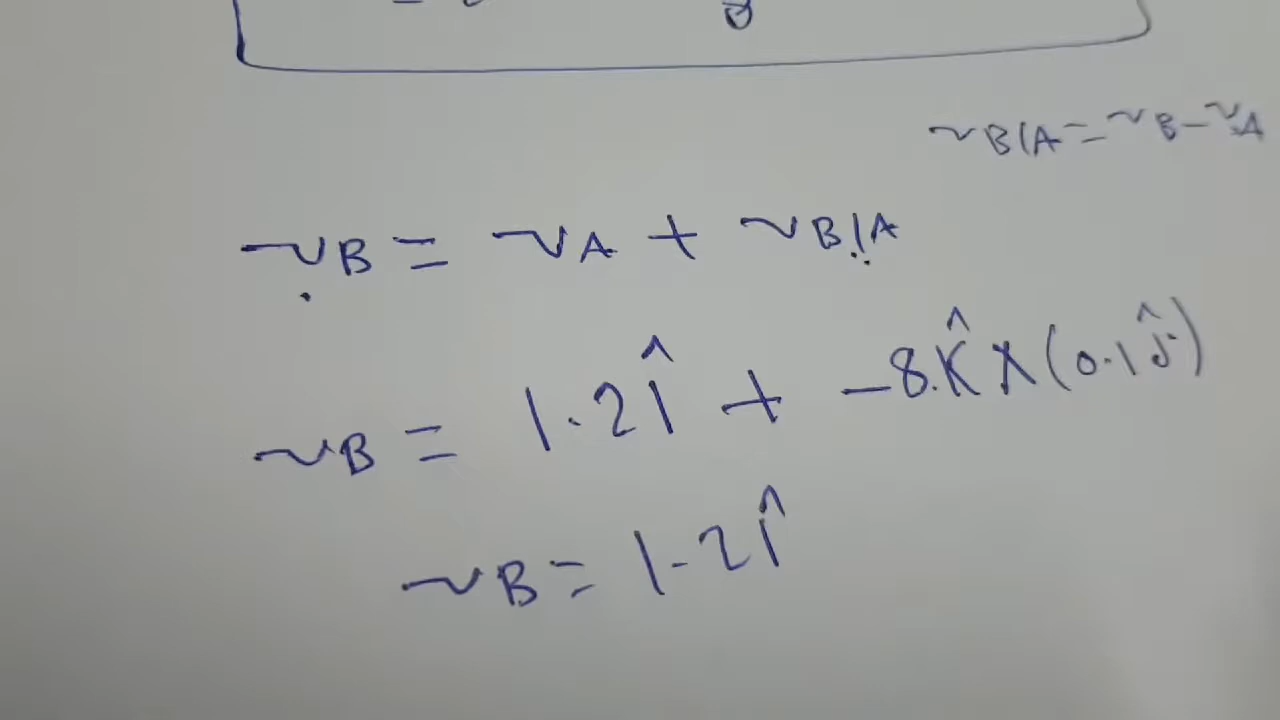 vB/A = vB - vA
vB = vA + vB/A
vB = 1.2î + -8k̂ × (0.1ĵ)
vB = 1.2î